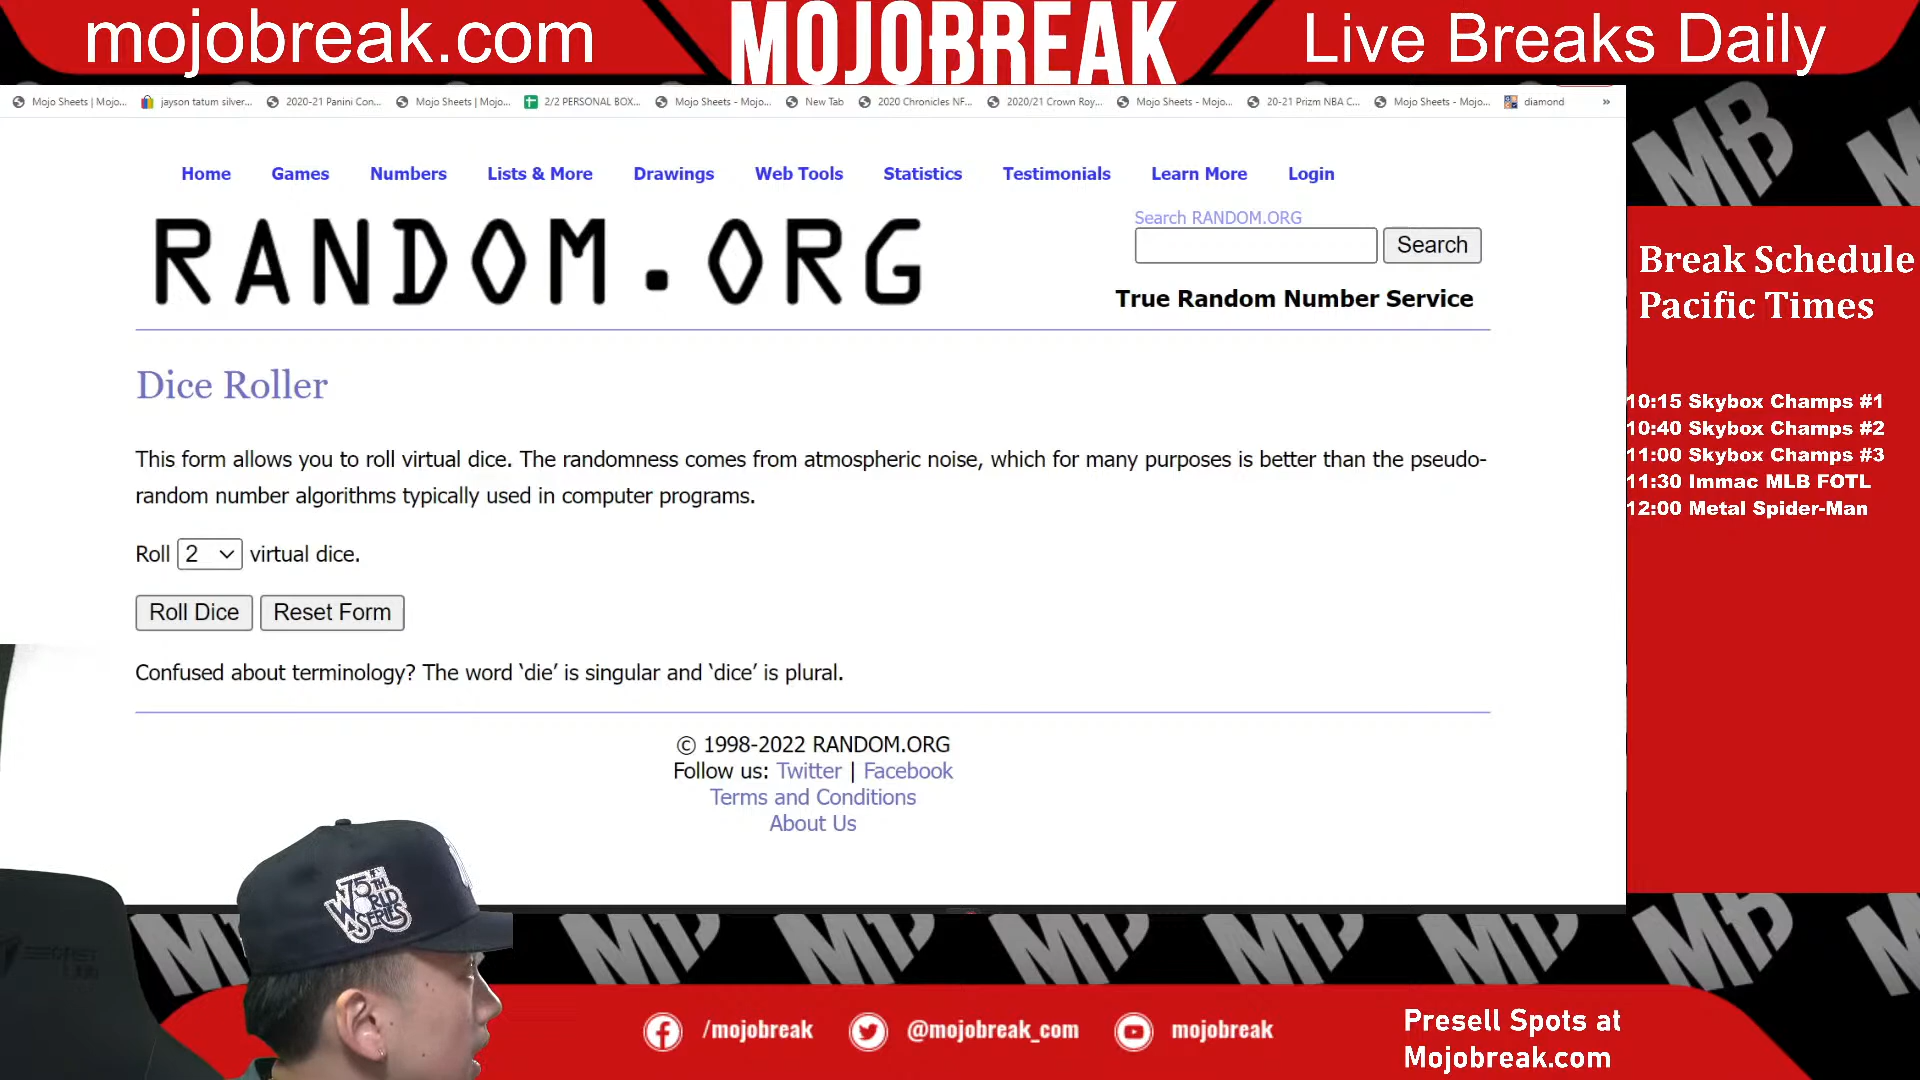 mojobreak.com
MOJOBREAK
Live Breaks Daily
Mojo Sheets | Mojo...
jayson tatum silver...
2020-21 Panini Con...
Mojo Sheets | Mojo...
2/2 PERSONAL BOX...
Mojo Sheets - Mojo...
New Tab
2020 Chronicles NF...
2020/21 Crown Roy...
Mojo Sheets - Mojo...
20-21 Prizm NBA C...
Mojo Sheets - Mojo...
diamond
»
Home Games Numbers Lists & More Drawings Web Tools Statistics Testimonials Learn More Login
RANDOM.ORG
Search RANDOM.ORG
Search
True Random Number Service
Dice Roller
This form allows you to roll virtual dice. The randomness comes from atmospheric noise, which for many purposes is better than the pseudo-
random number algorithms typically used in computer programs.
Roll 2 virtual dice.
Roll Dice Reset Form
Confused about terminology? The word ‘die’ is singular and ‘dice’ is plural.
© 1998-2022 RANDOM.ORG
Follow us: Twitter | Facebook
Terms and Conditions
About Us
Break Schedule
Pacific Times
10:15 Skybox Champs #1
10:40 Skybox Champs #2
11:00 Skybox Champs #3
11:30 Immac MLB FOTL
12:00 Metal Spider-Man
MB
75TH
WORLD
SERIES
/mojobreak
@mojobreak_com
mojobreak
Presell Spots at
Mojobreak.com